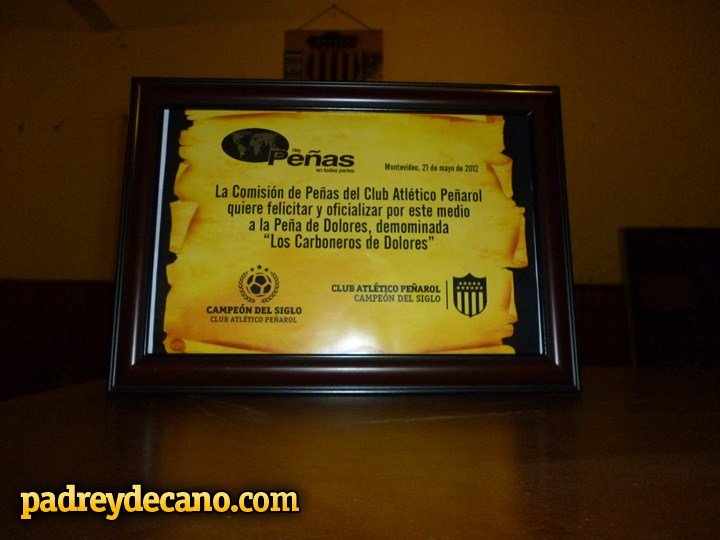 Hay
Peñas
en todas partes
Montevideo, 21 de mayo de 2012
La Comisión de Peñas del Club Atlético Peñarol
quiere felicitar y oficializar por este medio
a la Peña de Dolores, demominada
"Los Carboneros de Dolores"
CAMPEÓN DEL SIGLO
CLUB ATLÉTICO PEÑAROL
CLUB ATLÉTICO PEÑAROL
CAMPEÓN DEL SIGLO
padreydecano.com